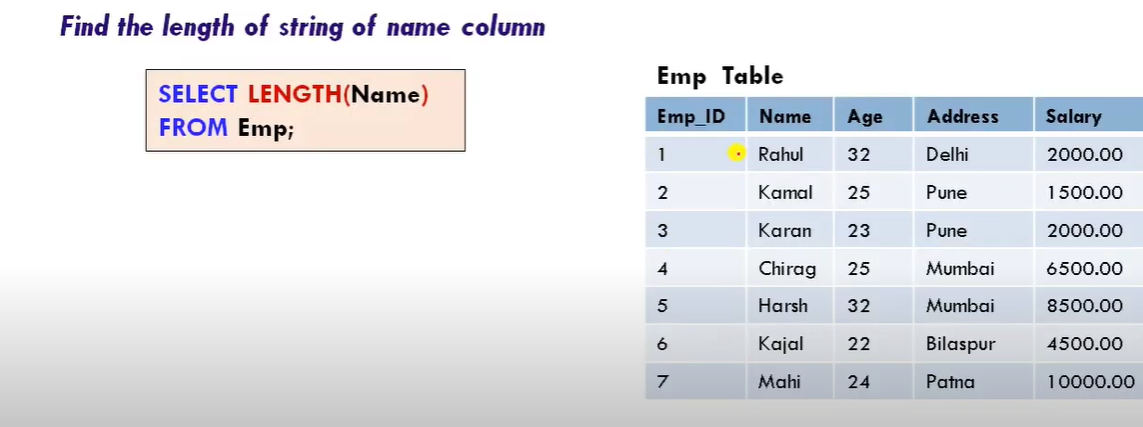 Find the length of string of name column
SELECT LENGTH(Name)
FROM Emp;
Emp Table
Emp_ID Name Age Address Salary
1 Rahul 32 Delhi 2000.00
2 Kamal 25 Pune 1500.00
3 Karan 23 Pune 2000.00
4 Chirag 25 Mumbai 6500.00
5 Harsh 32 Mumbai 8500.00
6 Kajal 22 Bilaspur 4500.00
7 Mahi 24 Patna 10000.00